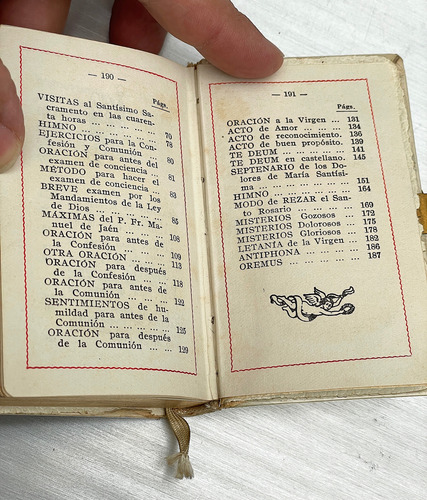 — 190 —
Págs.
VISITAS al Santísimo Sa-
cramento en las cuaren-
ta horas ... ... ... ... ... 70
HIMNO ... ... ... ... ... 78
EJERCICIOS para la Con-
fesión y Comunión ... 80
ORACIÓN para antes del
examen de conciencia ... 81
MÉTODO para hacer el
examen de conciencia ... 83
BREVE examen por los
Mandamientos de la Ley
de Dios ... ... ... ... ... 85
MÁXIMAS del P. Fr. Ma-
nuel de Jaén ... ... ... 108
ORACIÓN para antes de
la Confesión ... ... ... 109
OTRA ORACIÓN ... ... 113
ORACIÓN para después
de la Confesión ... ... 118
ORACIÓN para antes de
la Comunión ... ... ... 122
SENTIMIENTOS de hu-
mildad para antes de la
Comunión ... ... ... ... 125
ORACIÓN para después
de la Comunión ... ... 129
— 191 —
Págs.
ORACIÓN a la Virgen ... 131
ACTO de Amor ... ... ... 134
ACTO de reconocimiento. 136
ACTO de buen propósito. 139
TE DEUM ... ... ... ... 141
TE DEUM en castellano. 145
SEPTENARIO de los Do-
lores de María Santísi-
ma ... ... ... ... ... ... 151
HIMNO ... ... ... ... ... 164
MODO de REZAR el San-
to Rosario ... ... ... ... 169
MISTERIOS Gozosos ... 172
MISTERIOS Dolorosos ... 175
MISTERIOS Gloriosos ... 178
LETANÍA de la Virgen ... 182
ANTIPHONA ... ... ... ... 186
OREMUS ... ... ... ... ... 187